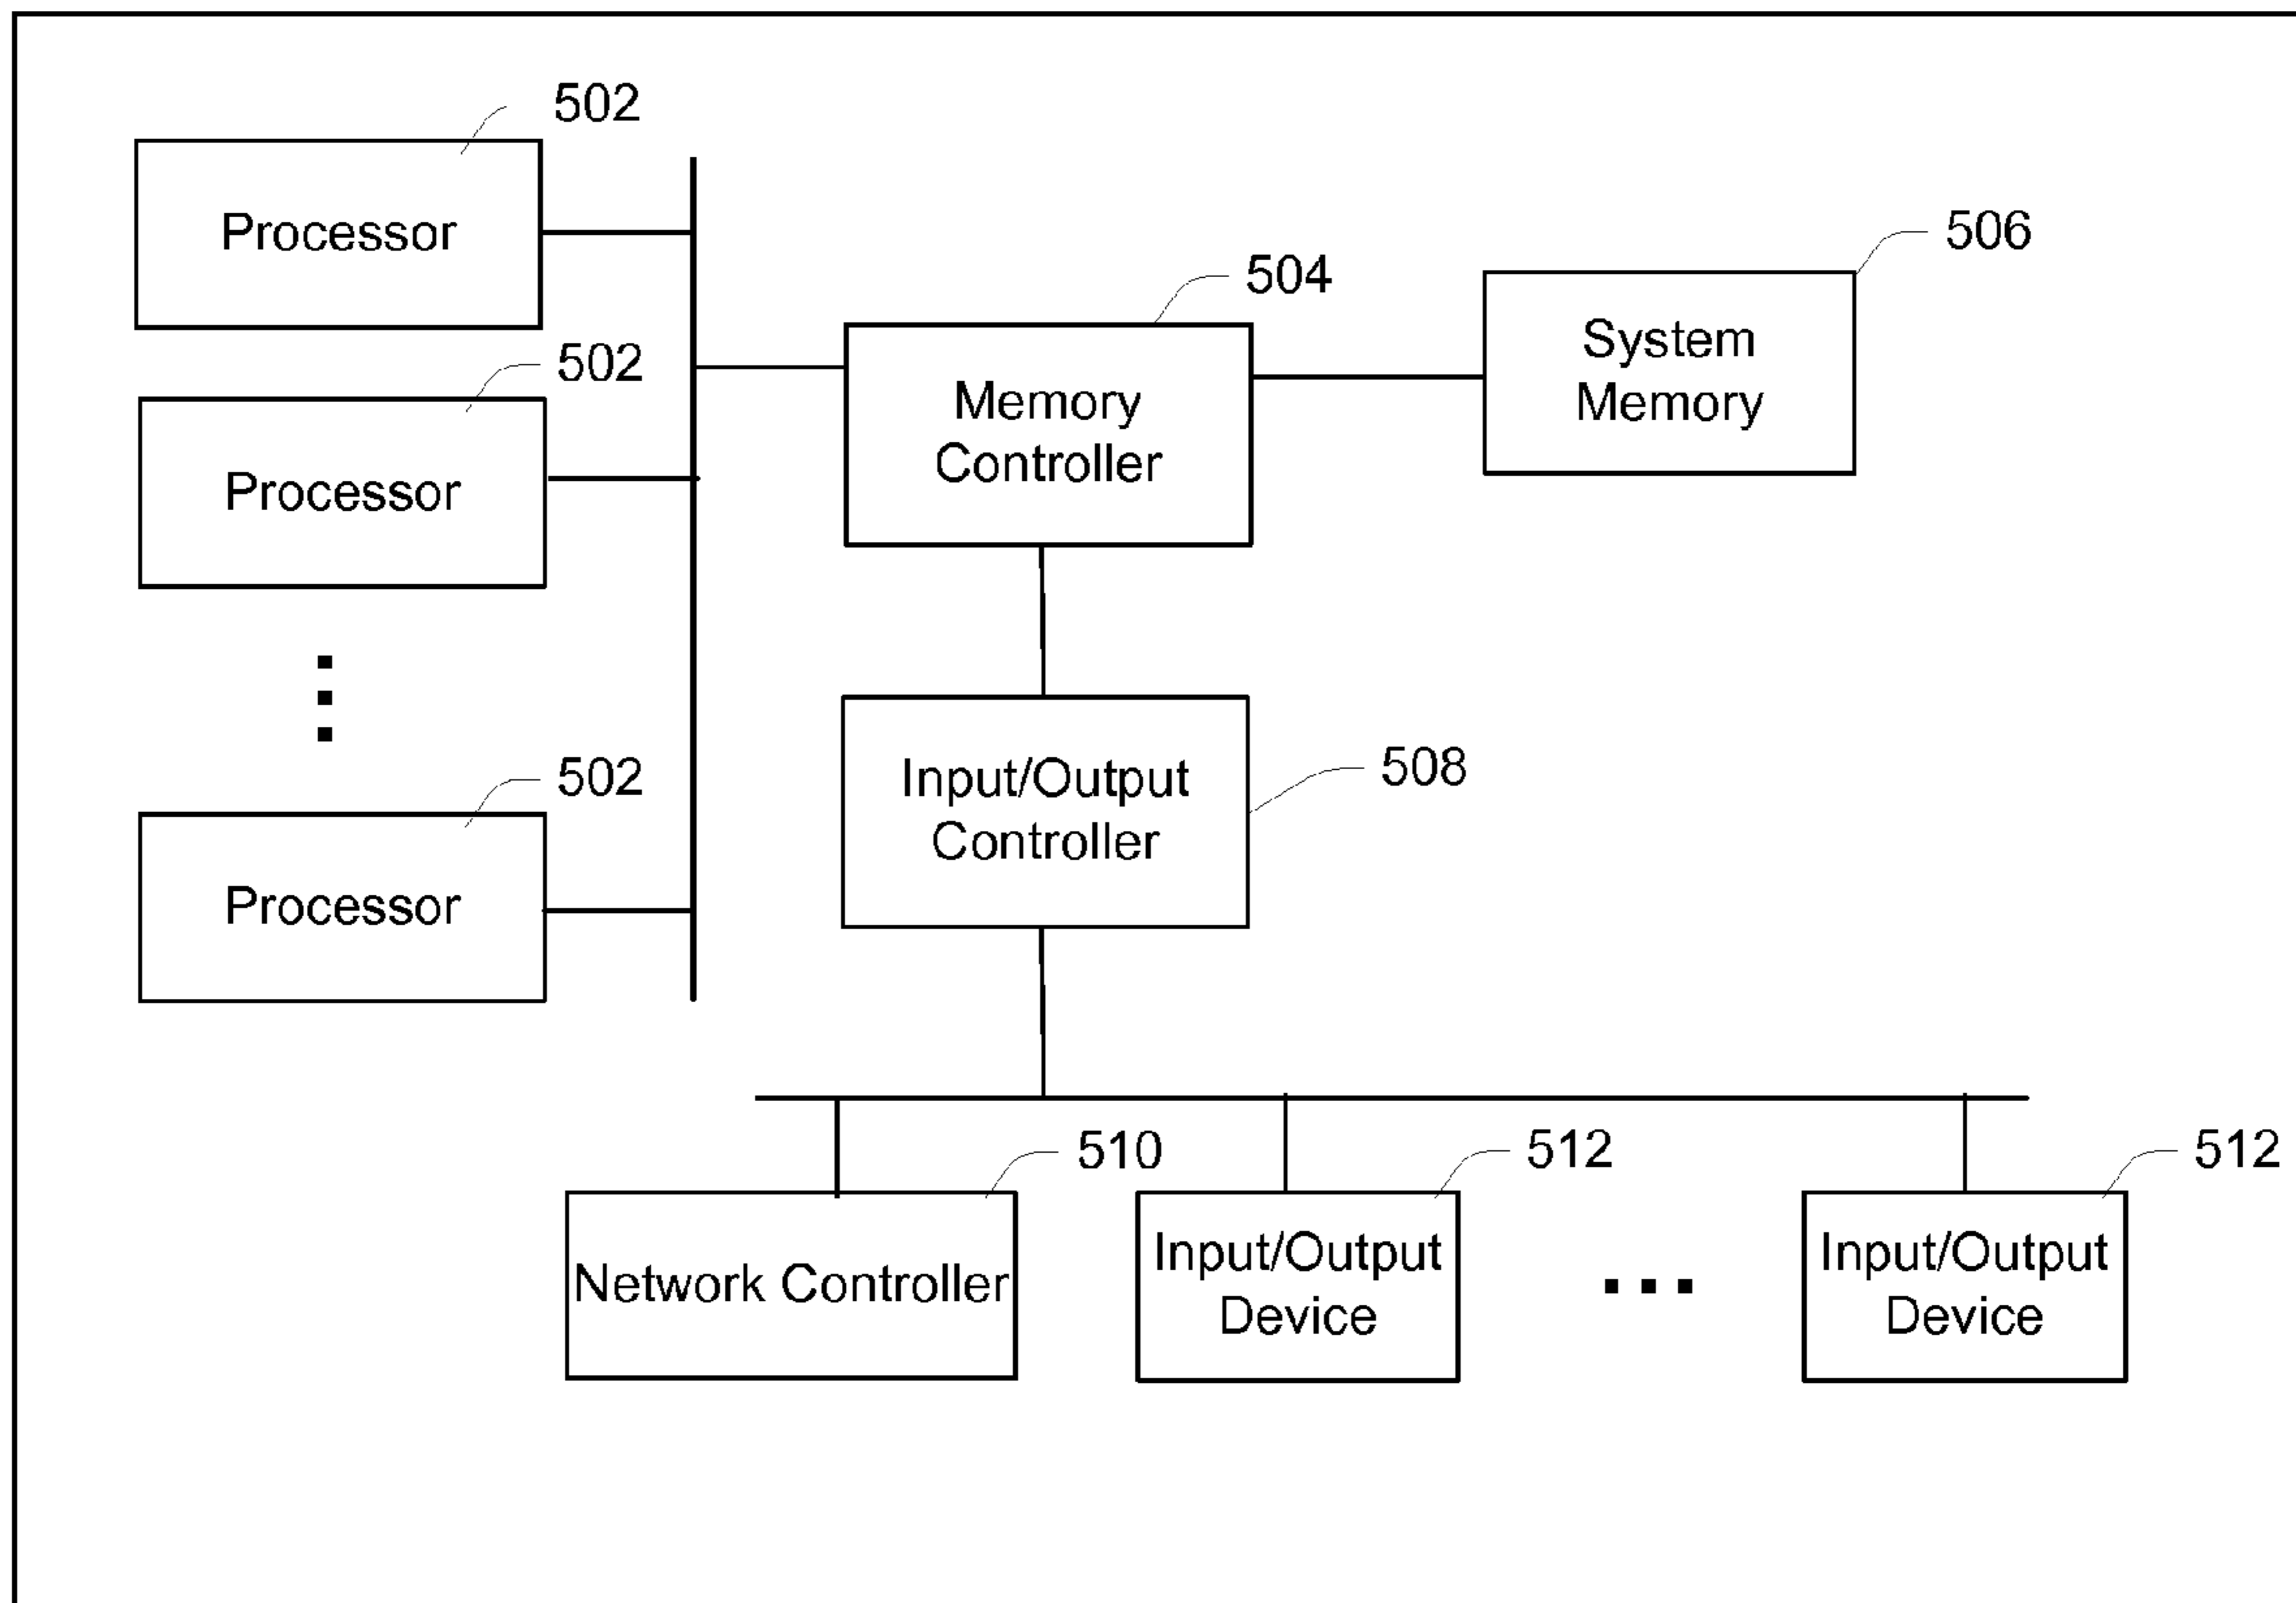 502
Processor
502
Processor
502
Processor
504
Memory
Controller
506
System
Memory
508
Input/Output
Controller
510
Network Controller
512
Input/Output
Device
512
Input/Output
Device